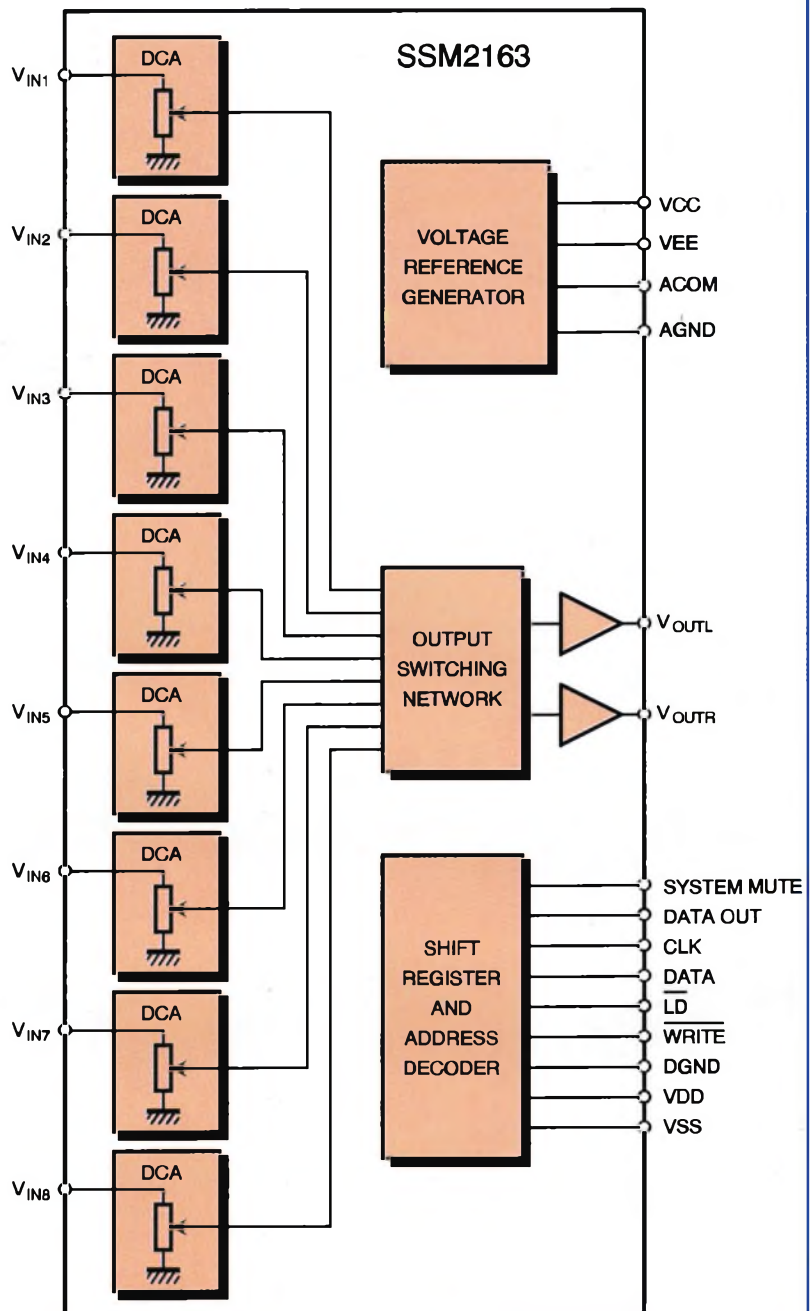 SSM2163
DCA
VIN1
DCA
VIN2
DCA
VIN3
DCA
VIN4
DCA
VIN5
DCA
VIN6
DCA
VIN7
DCA
VIN8
VOLTAGE
REFERENCE
GENERATOR
VCC
VEE
ACOM
AGND
OUTPUT
SWITCHING
NETWORK
VOUTL
VOUTR
SHIFT
REGISTER
AND
ADDRESS
DECODER
SYSTEM MUTE
DATA OUT
CLK
DATA
LD
WRITE
DGND
VDD
VSS